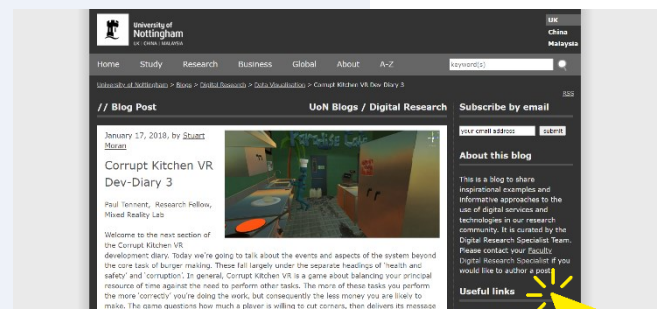 University of
Nottingham
UK | CHINA | MALAYSIA
UK
China
Malaysia
Home Study Research Business Global About A-Z
keyword(s)
University of Nottingham > Blogs > Digital Research > Data Visualisation > Corrupt Kitchen VR Dev Diary 3
RSS
// Blog Post
UoN Blogs / Digital Research
Subscribe by email
your email address submit
January 17, 2018, by Stuart
Moran
Corrupt Kitchen VR
Dev-Diary 3
Paul Tennent, Research Fellow,
Mixed Reality Lab
Welcome to the next section of
the Corrupt Kitchen VR
development diary. Today we're going to talk about the events and aspects of the system beyond
the core task of burger making. These fall largely under the separate headings of 'health and
safety' and 'corruption'. In general, Corrupt Kitchen VR is a game about balancing your principal
resource of time against the need to perform other tasks. The more of these tasks you perform
the more 'correctly' you're doing the work, but consequently the less money you are likely to
make. The game questions how much a player is willing to cut corners, then delivers its message
About this blog
This is a blog to share
inspirational examples and
informative approaches to the
use of digital services and
technologies in our research
community. It is curated by the
Digital Research Specialist Team.
Please contact your Faculty
Digital Research Specialist if you
would like to author a post.
Useful links